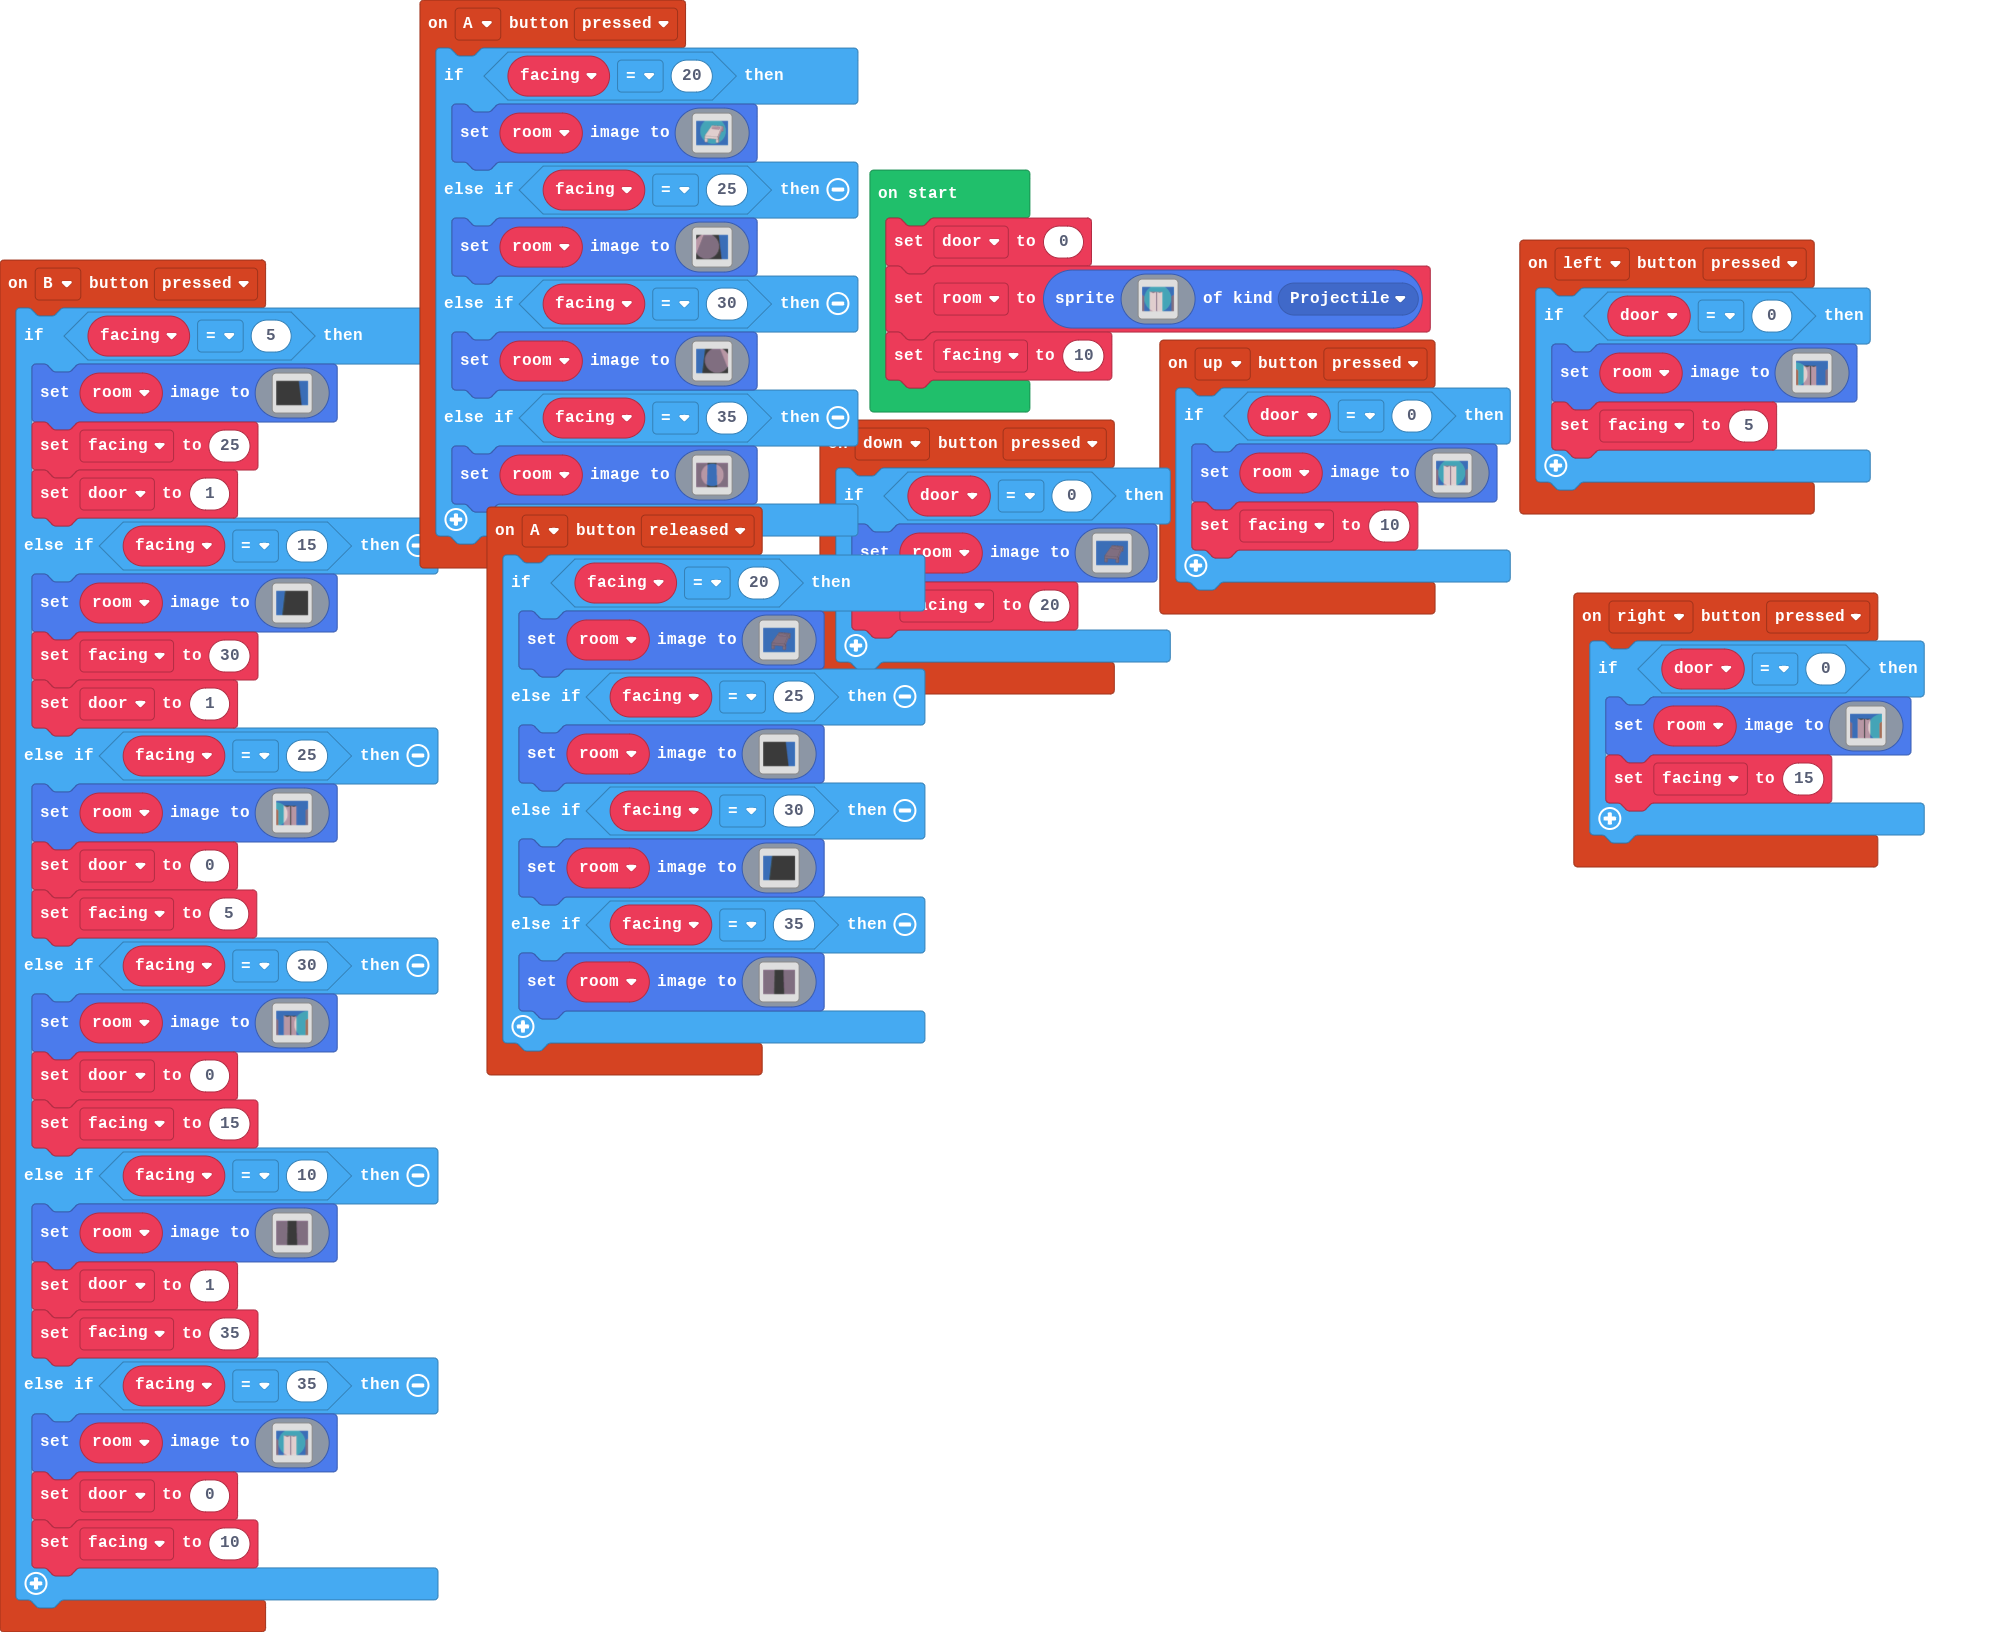 on B button pressed
if facing = 5 then
set room image to
set facing to 25
set door to 1
else if facing = 15 then
set room image to
set facing to 30
set door to 1
else if facing = 25 then
set room image to
set door to 0
set facing to 5
else if facing = 30 then
set room image to
set door to 0
set facing to 15
else if facing = 10 then
set room image to
set door to 1
set facing to 35
else if facing = 35 then
set room image to
set door to 0
set facing to 10
on A button pressed
if facing = 20 then
set room image to
else if facing = 25 then
set room image to
else if facing = 30 then
set room image to
else if facing = 35 then
set room image to
on A button released
if facing = 20 then
set room image to
else if facing = 25 then
set room image to
else if facing = 30 then
set room image to
else if facing = 35 then
set room image to
on start
set door to 0
set room to sprite of kind Projectile
set facing to 10
down button pressed
if door = 0 then
set room image to
acing to 20
on up button pressed
if door = 0 then
set room image to
set facing to 10
on left button pressed
if door = 0 then
set room image to
set facing to 5
on right button pressed
if door = 0 then
set room image to
set facing to 15